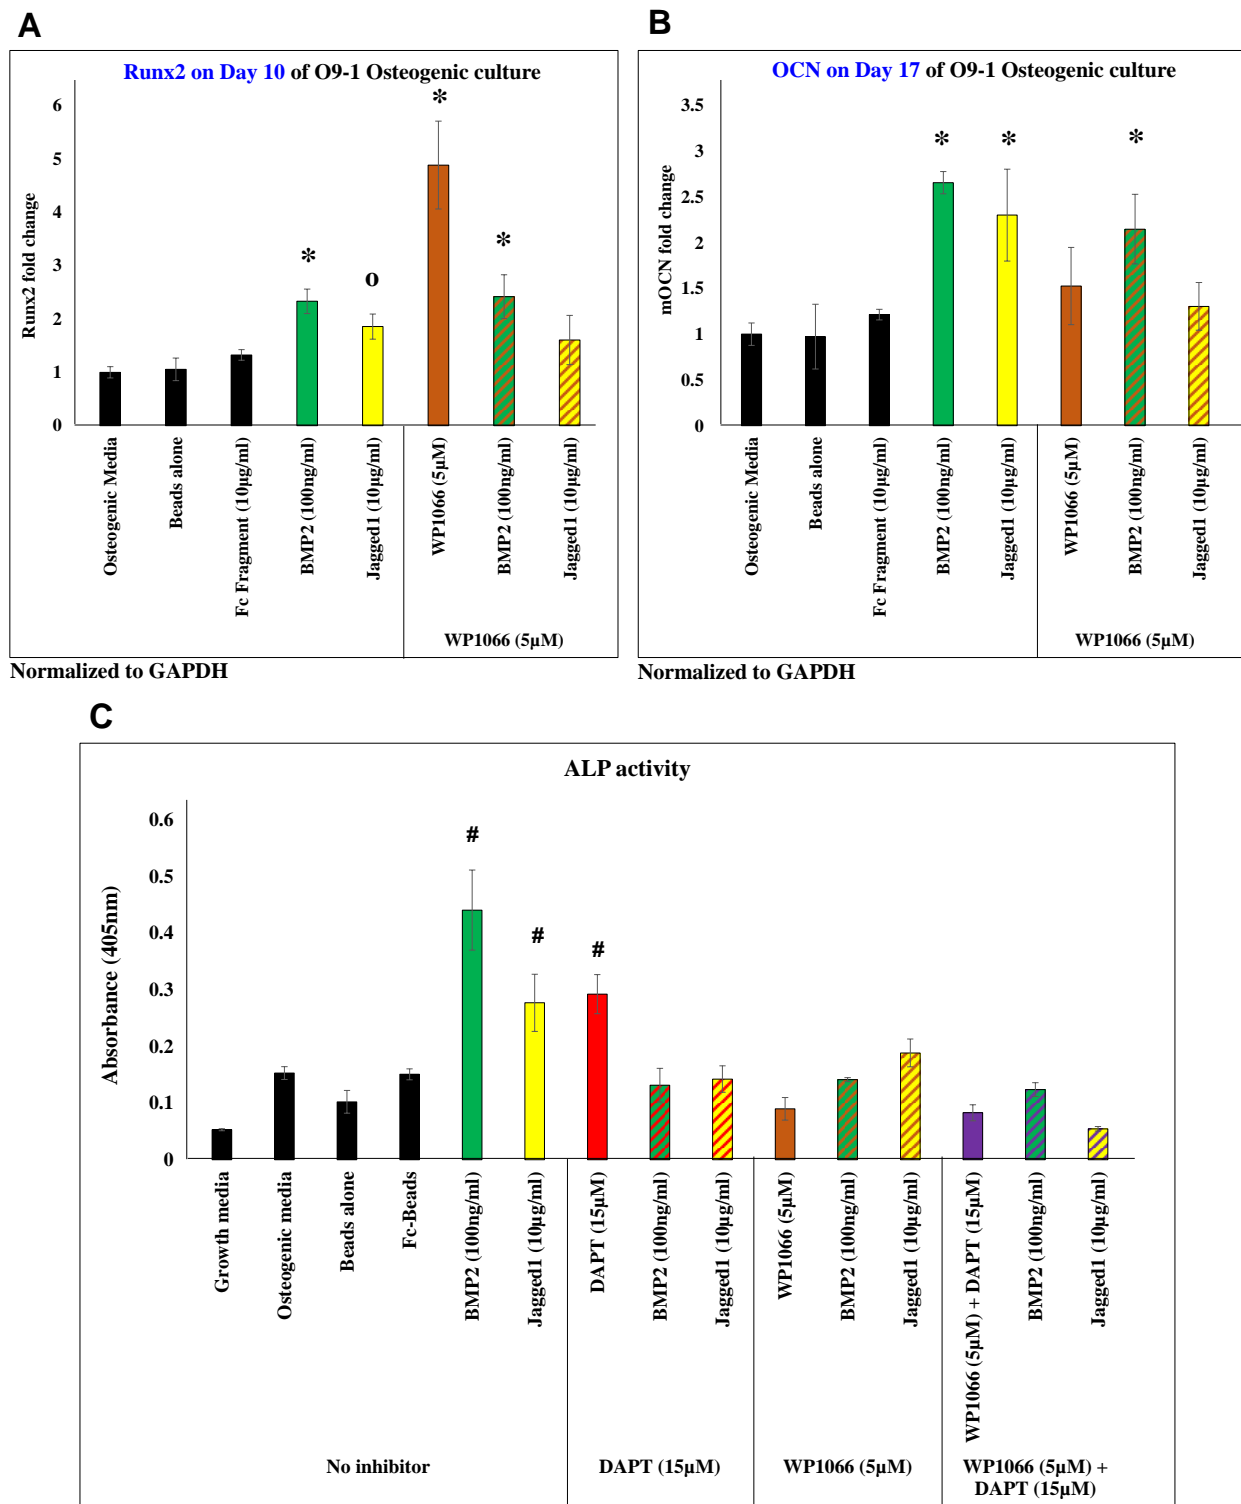 A
Runx2 on Day 10 of O9-1 Osteogenic culture
Runx2 fold change
6
5
4
3
2
1
0
*
*
o
*
Osteogenic Media
Beads alone
Fc Fragment (10µg/ml)
BMP2 (100ng/ml)
Jagged1 (10µg/ml)
WP1066 (5µM)
BMP2 (100ng/ml)
Jagged1 (10µg/ml)
WP1066 (5µM)
Normalized to GAPDH
B
OCN on Day 17 of O9-1 Osteogenic culture
mOCN fold change
3.5
3
2.5
2
1.5
1
0.5
0
*
*
*
Osteogenic Media
Beads alone
Fc Fragment (10µg/ml)
BMP2 (100ng/ml)
Jagged1 (10µg/ml)
WP1066 (5µM)
BMP2 (100ng/ml)
Jagged1 (10µg/ml)
WP1066 (5µM)
Normalized to GAPDH
C
ALP activity
Absorbance (405nm)
0.6
0.5
0.4
0.3
0.2
0.1
0
#
#
#
Growth media
Osteogenic media
Beads alone
Fc-Beads
BMP2 (100ng/ml)
Jagged1 (10µg/ml)
DAPT (15µM)
BMP2 (100ng/ml)
Jagged1 (10µg/ml)
WP1066 (5µM)
BMP2 (100ng/ml)
Jagged1 (10µg/ml)
WP1066 (5µM) + DAPT (15µM)
BMP2 (100ng/ml)
Jagged1 (10µg/ml)
No inhibitor
DAPT (15µM)
WP1066 (5µM)
WP1066 (5µM) +
DAPT (15µM)